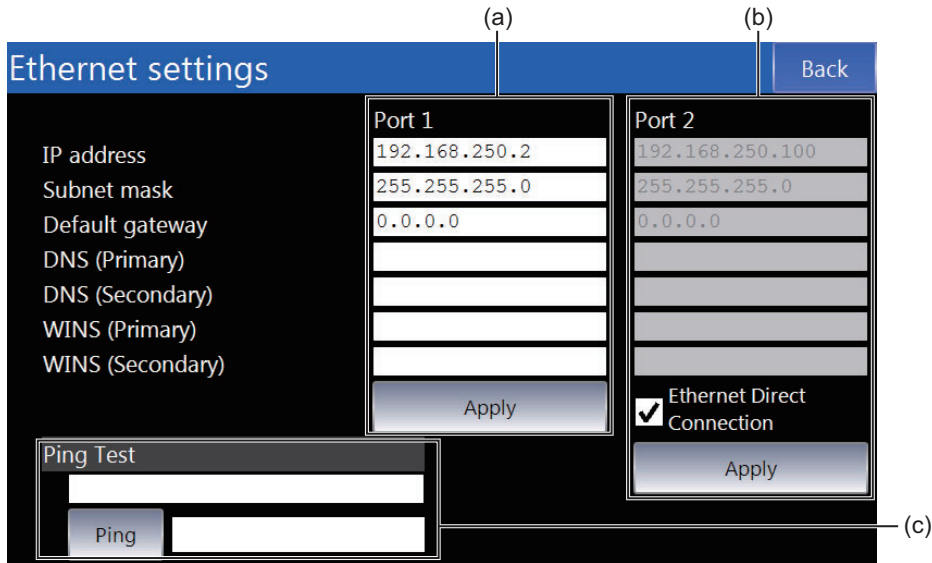 (a)
(b)
Ethernet settings
Back
Port 1
Port 2
IP address
192.168.250.2
192.168.250.100
Subnet mask
255.255.255.0
255.255.255.0
Default gateway
0.0.0.0
0.0.0.0
DNS (Primary)
DNS (Secondary)
WINS (Primary)
WINS (Secondary)
Apply
Ethernet Direct
Connection
Apply
Ping Test
Ping
(c)